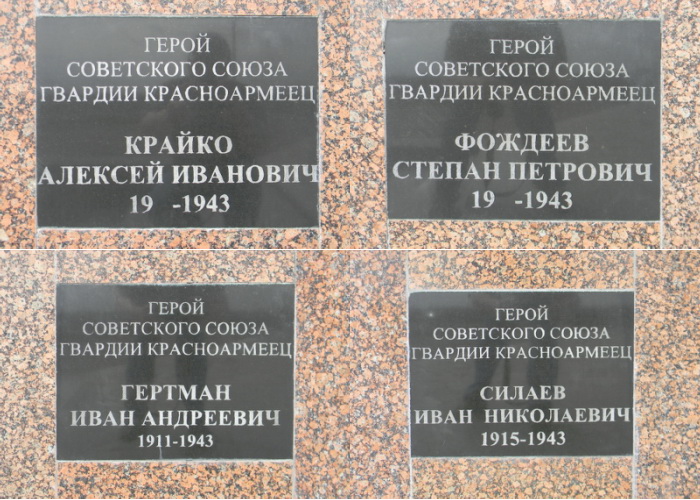 ГЕРОЙ
СОВЕТСКОГО СОЮЗА
ГВАРДИИ КРАСНОАРМЕЕЦ
КРАЙКО
АЛЕКСЕЙ ИВАНОВИЧ
19 -1943
ГЕРОЙ
СОВЕТСКОГО СОЮЗА
ГВАРДИИ КРАСНОАРМЕЕЦ
ФОЖДЕЕВ
СТЕПАН ПЕТРОВИЧ
19 -1943
ГЕРОЙ
СОВЕТСКОГО СОЮЗА
ГВАРДИИ КРАСНОАРМЕЕЦ
ГЕРТМАН
ИВАН АНДРЕЕВИЧ
1911-1943
ГЕРОЙ
СОВЕТСКОГО СОЮЗА
ГВАРДИИ КРАСНОАРМЕЕЦ
СИЛАЕВ
ИВАН НИКОЛАЕВИЧ
1915-1943